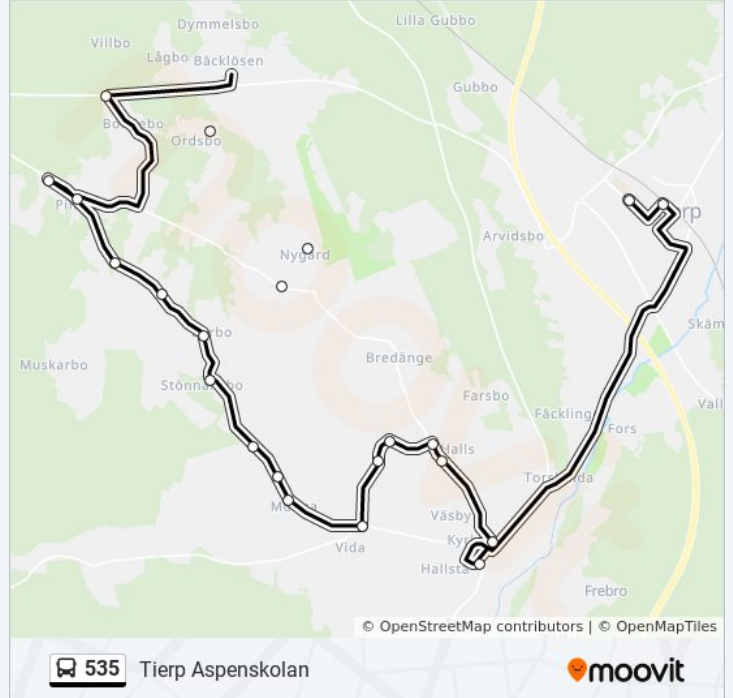 Dymmelsbo
Lilla Gubbo
Villbo
Lågbo
Bäcklösen
Gubbo
Ordsbo
rp
Arvidsbo
Nygård
Skäm
Bredänge
Muskarbo
Farsbo
Vall
Fäckling
Fors
Halls
Väsby
Vida
Hallsta
Frebro
© OpenStreetMap contributors | © OpenMapTiles
535 Tierp Aspenskolan
moovit